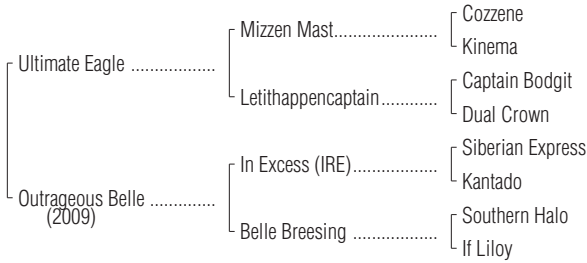 Cozzene
Mizzen Mast
Kinema
Ultimate Eagle
Captain Bodgit
Letithappencaptain
Dual Crown
Siberian Express
In Excess (IRE)
Kantado
Outrageous Belle
(2009)
Southern Halo
Belle Breesing
If Liloy